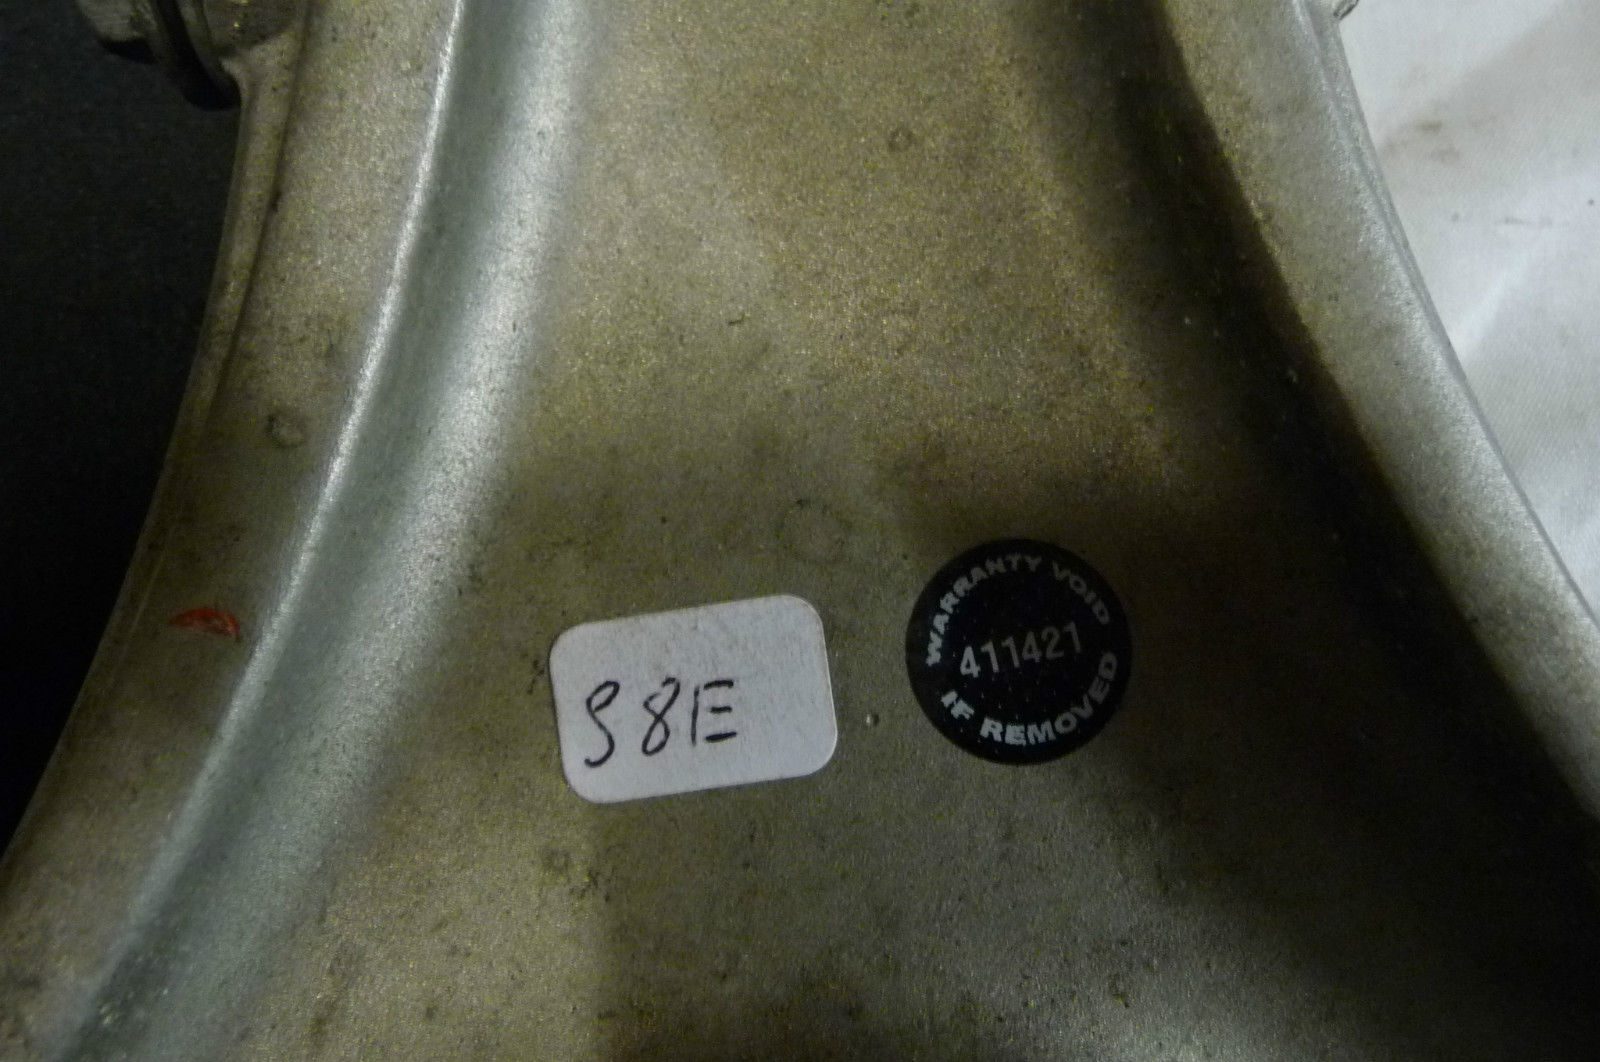 S8E
WARRANTY VOID
411421
IF REMOVED